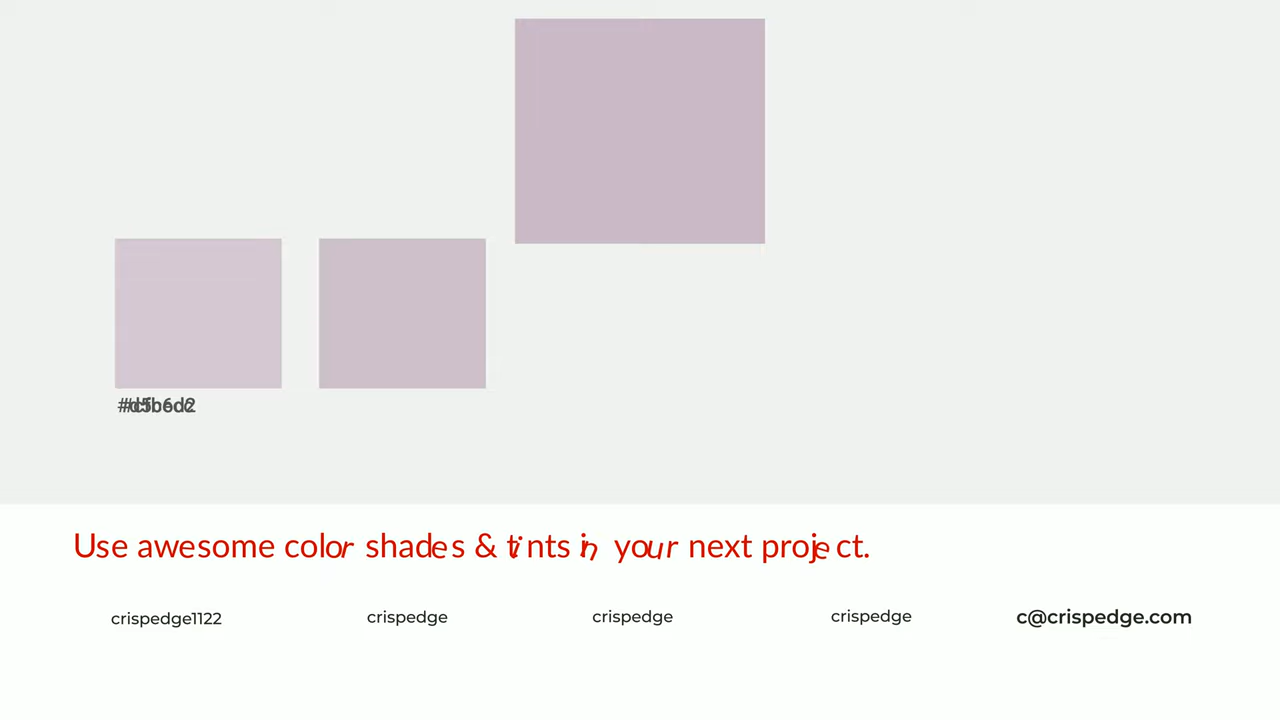 Use awesome color shades & tints in your next project.
crispedge1122 crispedge crispedge crispedge c@crispedge.com